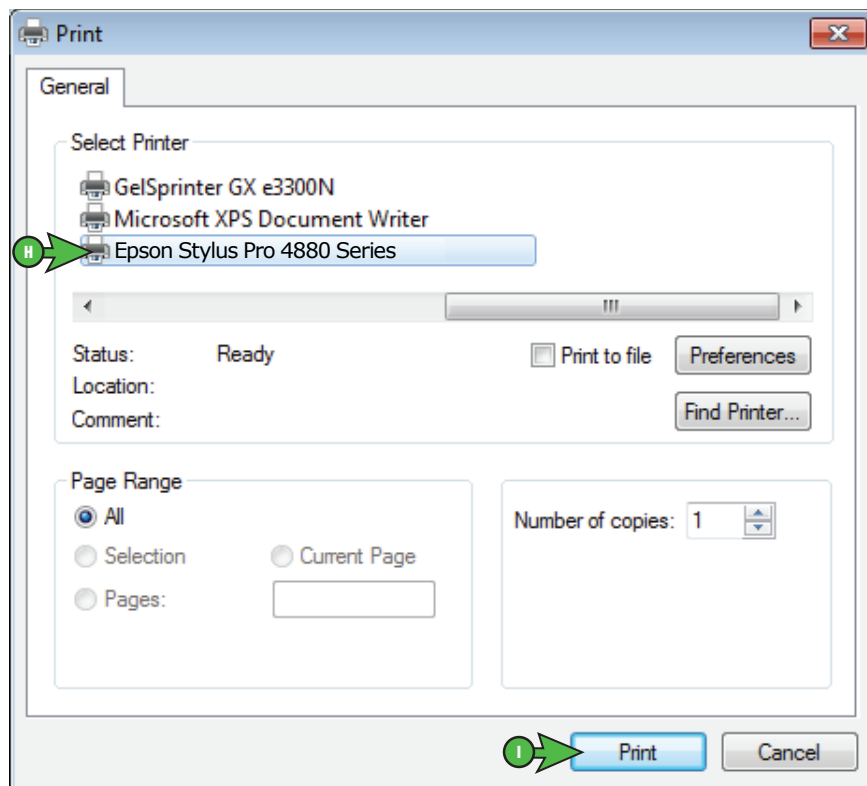 Print
General
Select Printer
GelSprinter GX e3300N
Microsoft XPS Document Writer
H
Epson Stylus Pro 4880 Series
Status: Ready
Print to file
Preferences
Location:
Comment:
Find Printer...
Page Range
All
Selection
Current Page
Pages:
Number of copies: 1
I
Print
Cancel